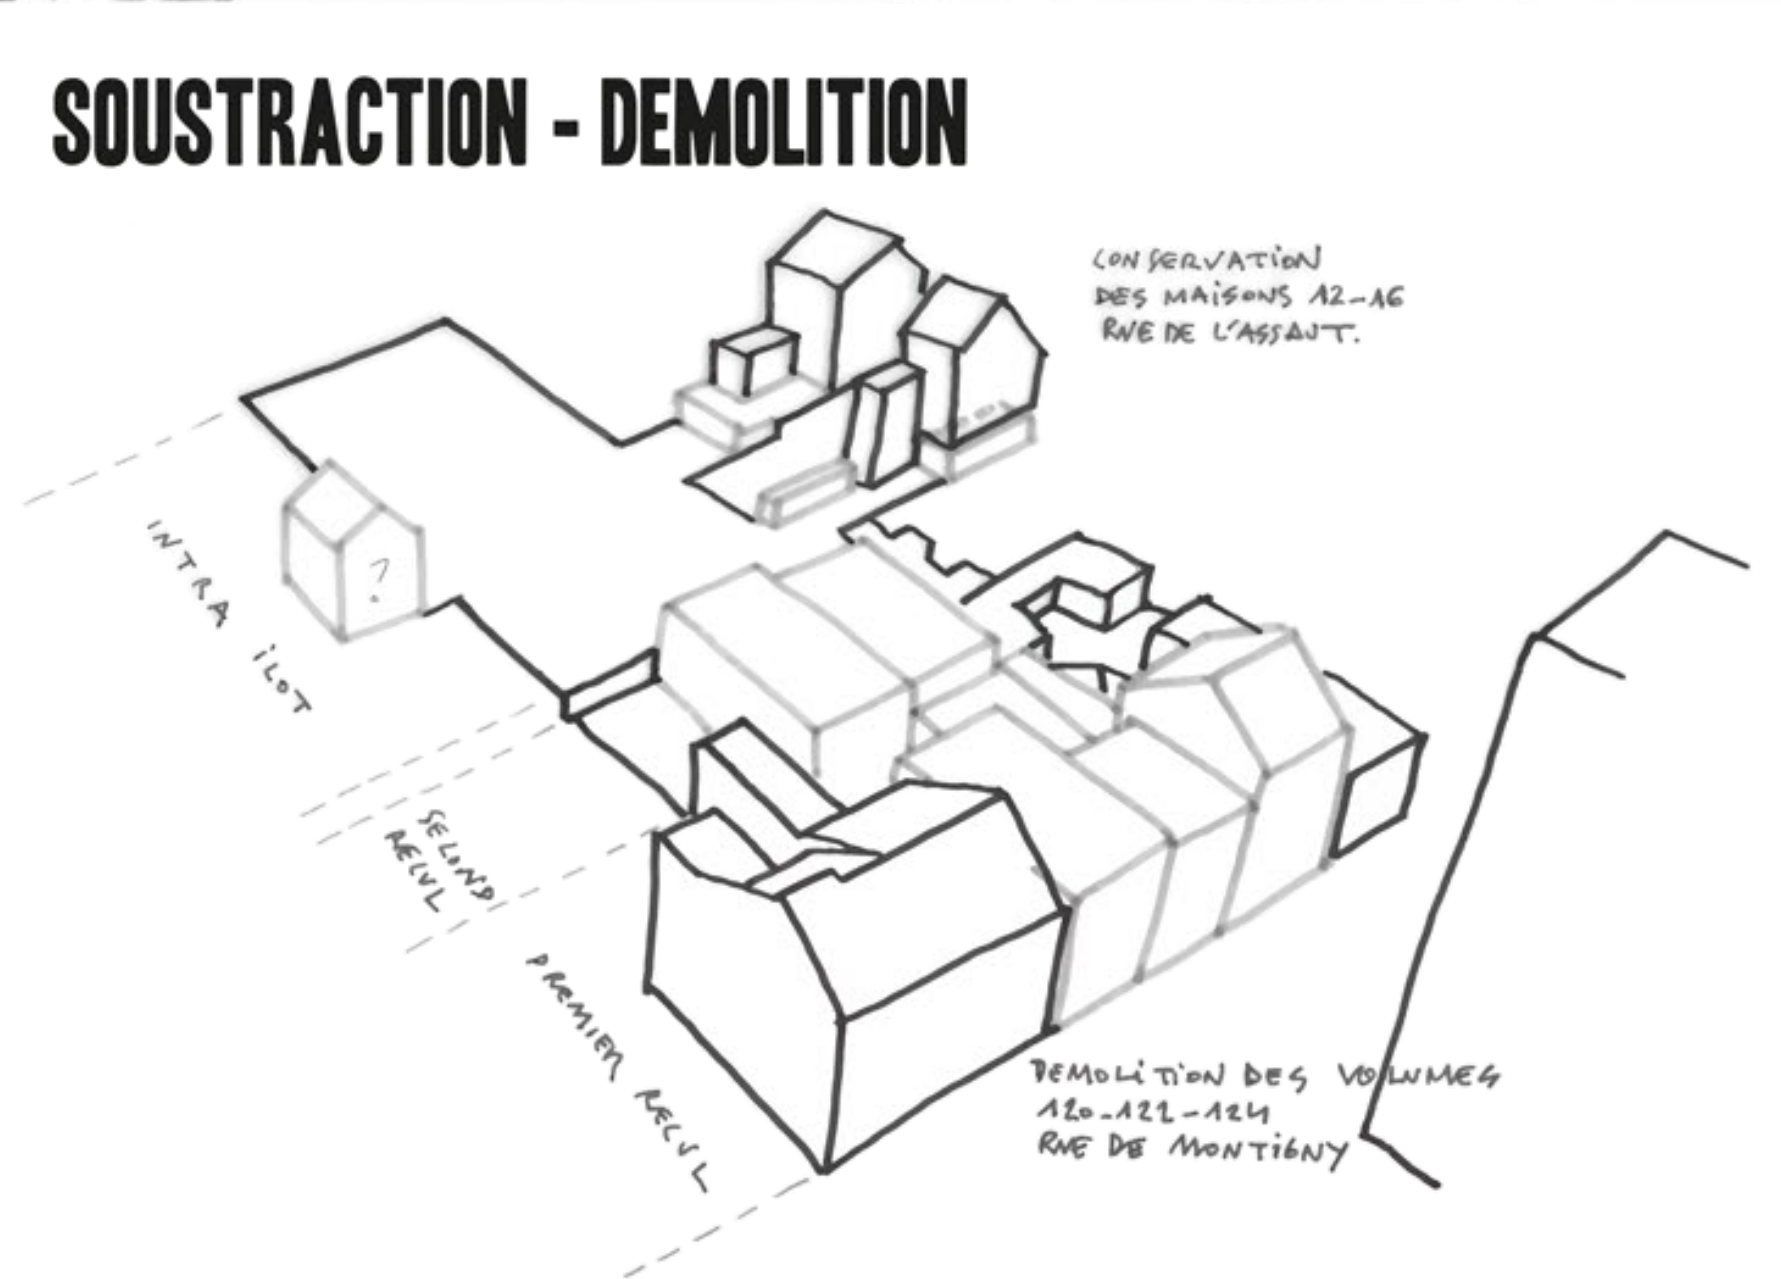 SOUSTRACTION - DEMOLITION
CONSERVATION
DES MAISONS 12-16
RUE DE L'ASSAUT.
?
INTRA ILOT
SECOND
RECUL
PREMIER RECUL
DEMOLITION DES VOLUMES
120-122-124
RUE DE MONTIGNY